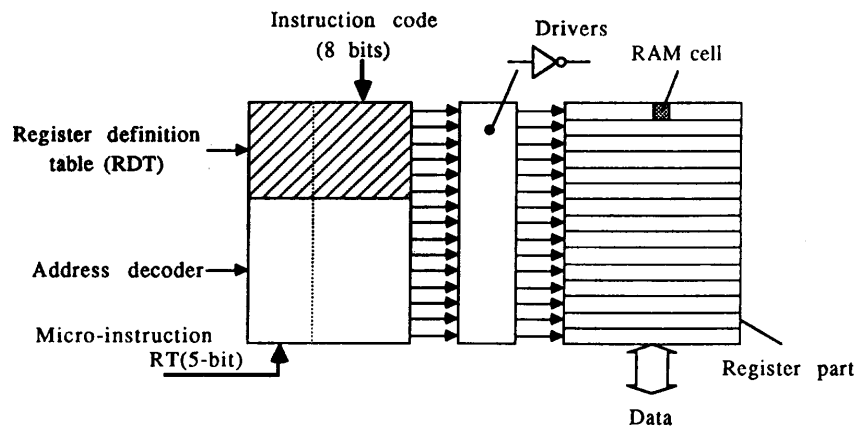 Instruction code
(8 bits)
Drivers
RAM cell
Register definition
table (RDT)
Address decoder
Micro-instruction
RT(5-bit)
Register part
Data